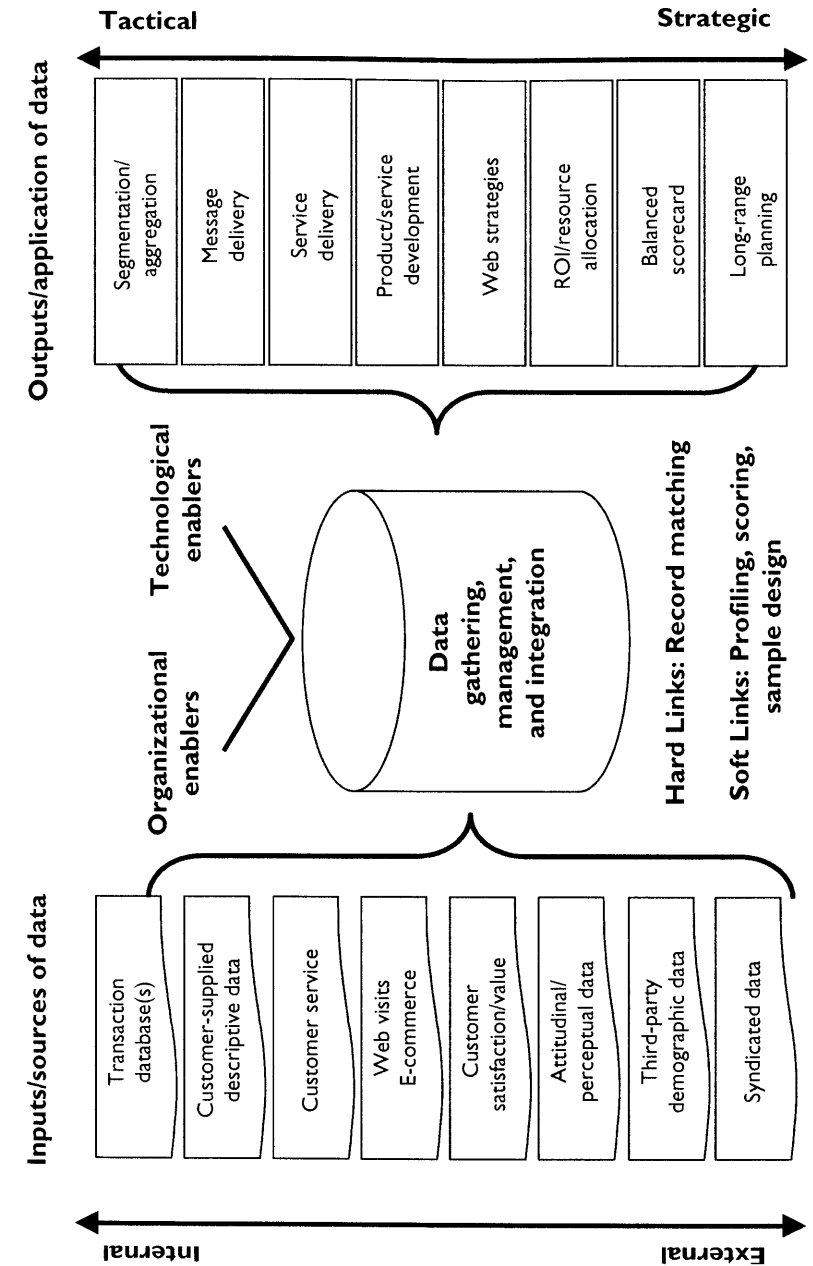 Inputs/sources of data
Internal
External
Transaction
database(s)
Customer-supplied
descriptive data
Customer service
Web visits
E-commerce
Customer
satisfaction/value
Attitudinal/
perceptual data
Third-party
demographic data
Syndicated data
Organizational
enablers
Technological
enablers
Data
gathering,
management,
and integration
Hard Links: Record matching
Soft Links: Profiling, scoring,
sample design
Outputs/application of data
Tactical
Strategic
Segmentation/
aggregation
Message
delivery
Service
delivery
Product/service
development
Web strategies
ROI/resource
allocation
Balanced
scorecard
Long-range
planning